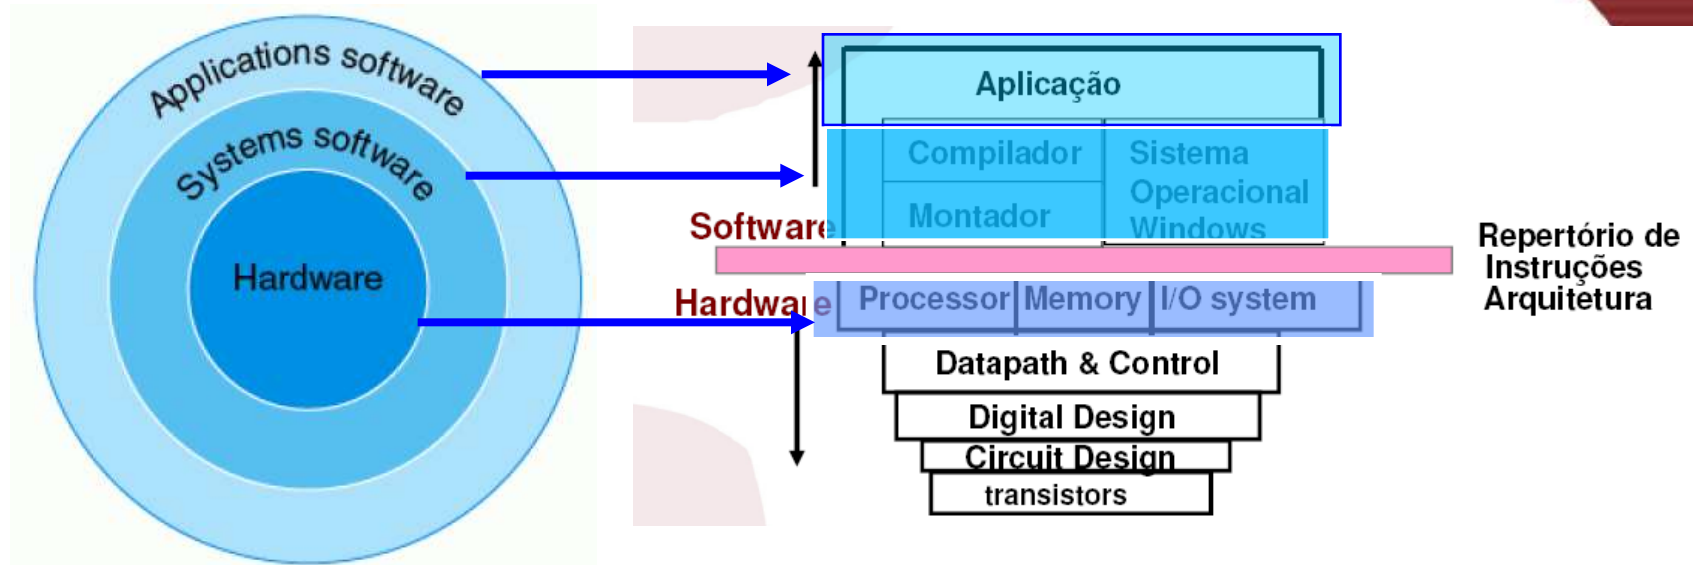 Applications software
Systems software
Hardware
Aplicação
Compilador
Montador
Sistema
Operacional
Windows
Software
Hardware
Repertório de
Instruções
Arquitetura
Processor
Memory
I/O system
Datapath & Control
Digital Design
Circuit Design
transistors